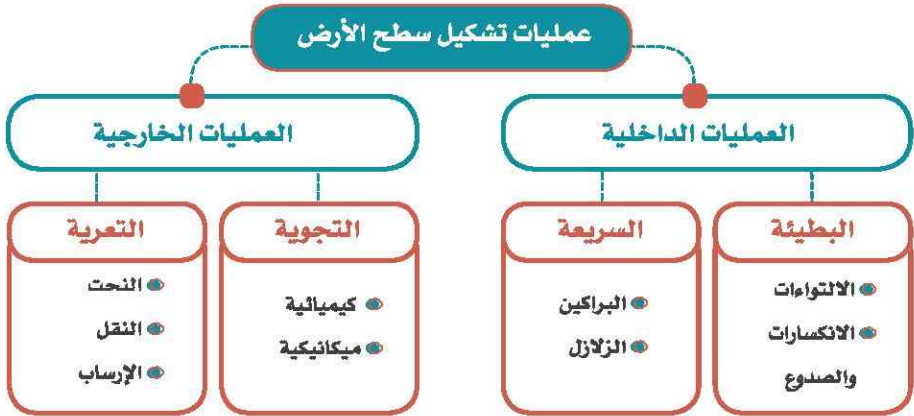 عمليات تشكيل سطح الأرض
العمليات الداخلية
البطيئة
الالتواءات
الانكسارات
والصدوع
السريعة
البراكين
الزلازل
العمليات الخارجية
التجوية
كيميائية
ميكانيكية
التعرية
النحت
النقل
الإرساب